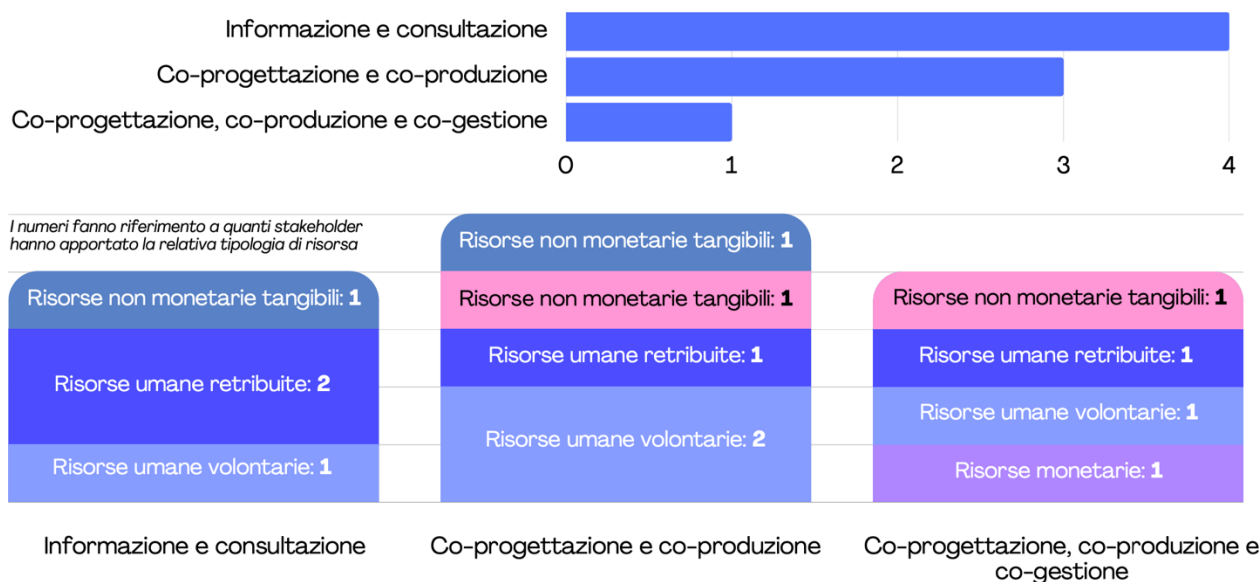 Informazione e consultazione
Co-progettazione e co-produzione
Co-progettazione, co-produzione e co-gestione
0 1 2 3 4
I numeri fanno riferimento a quanti stakeholder
hanno apportato la relativa tipologia di risorsa
Risorse non monetarie tangibili: 1
Risorse umane retribuite: 2
Risorse umane volontarie: 1
Informazione e consultazione
Risorse non monetarie tangibili: 1
Risorse non monetarie tangibili: 1
Risorse umane retribuite: 1
Risorse umane volontarie: 2
Co-progettazione e co-produzione
Risorse non monetarie tangibili: 1
Risorse umane retribuite: 1
Risorse umane volontarie: 1
Risorse monetarie: 1
Co-progettazione, co-produzione e
co-gestione